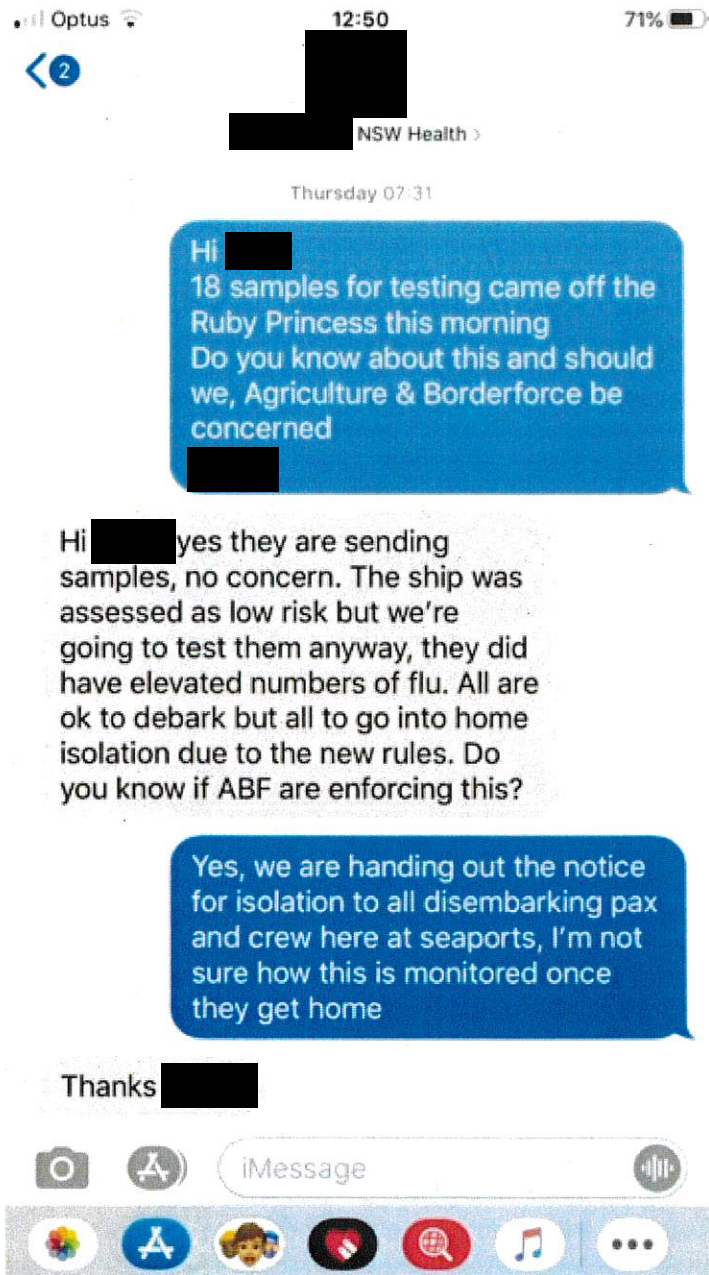 Optus 12:50 71%
2
NSW Health >
Thursday 07:31
Hi
18 samples for testing came off the
Ruby Princess this morning
Do you know about this and should
we, Agriculture & Borderforce be
concerned
Hi yes they are sending
samples, no concern. The ship was
assessed as low risk but we're
going to test them anyway, they did
have elevated numbers of flu. All are
ok to debark but all to go into home
isolation due to the new rules. Do
you know if ABF are enforcing this?
Yes, we are handing out the notice
for isolation to all disembarking pax
and crew here at seaports, I'm not
sure how this is monitored once
they get home
Thanks
iMessage